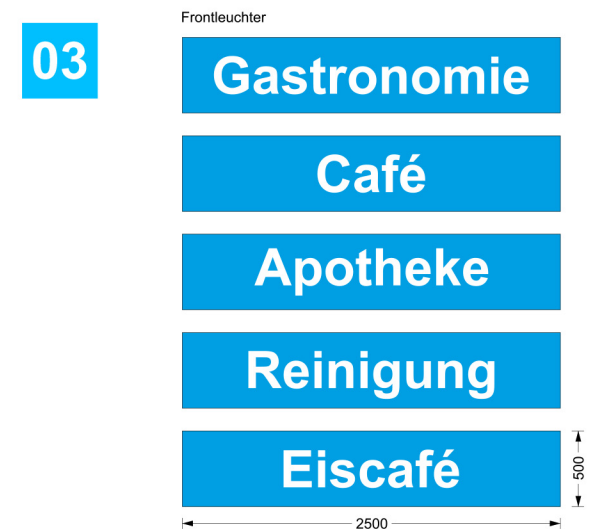 Frontleuchter
03
Gastronomie
Café
Apotheke
Reinigung
Eiscafé
500
2500